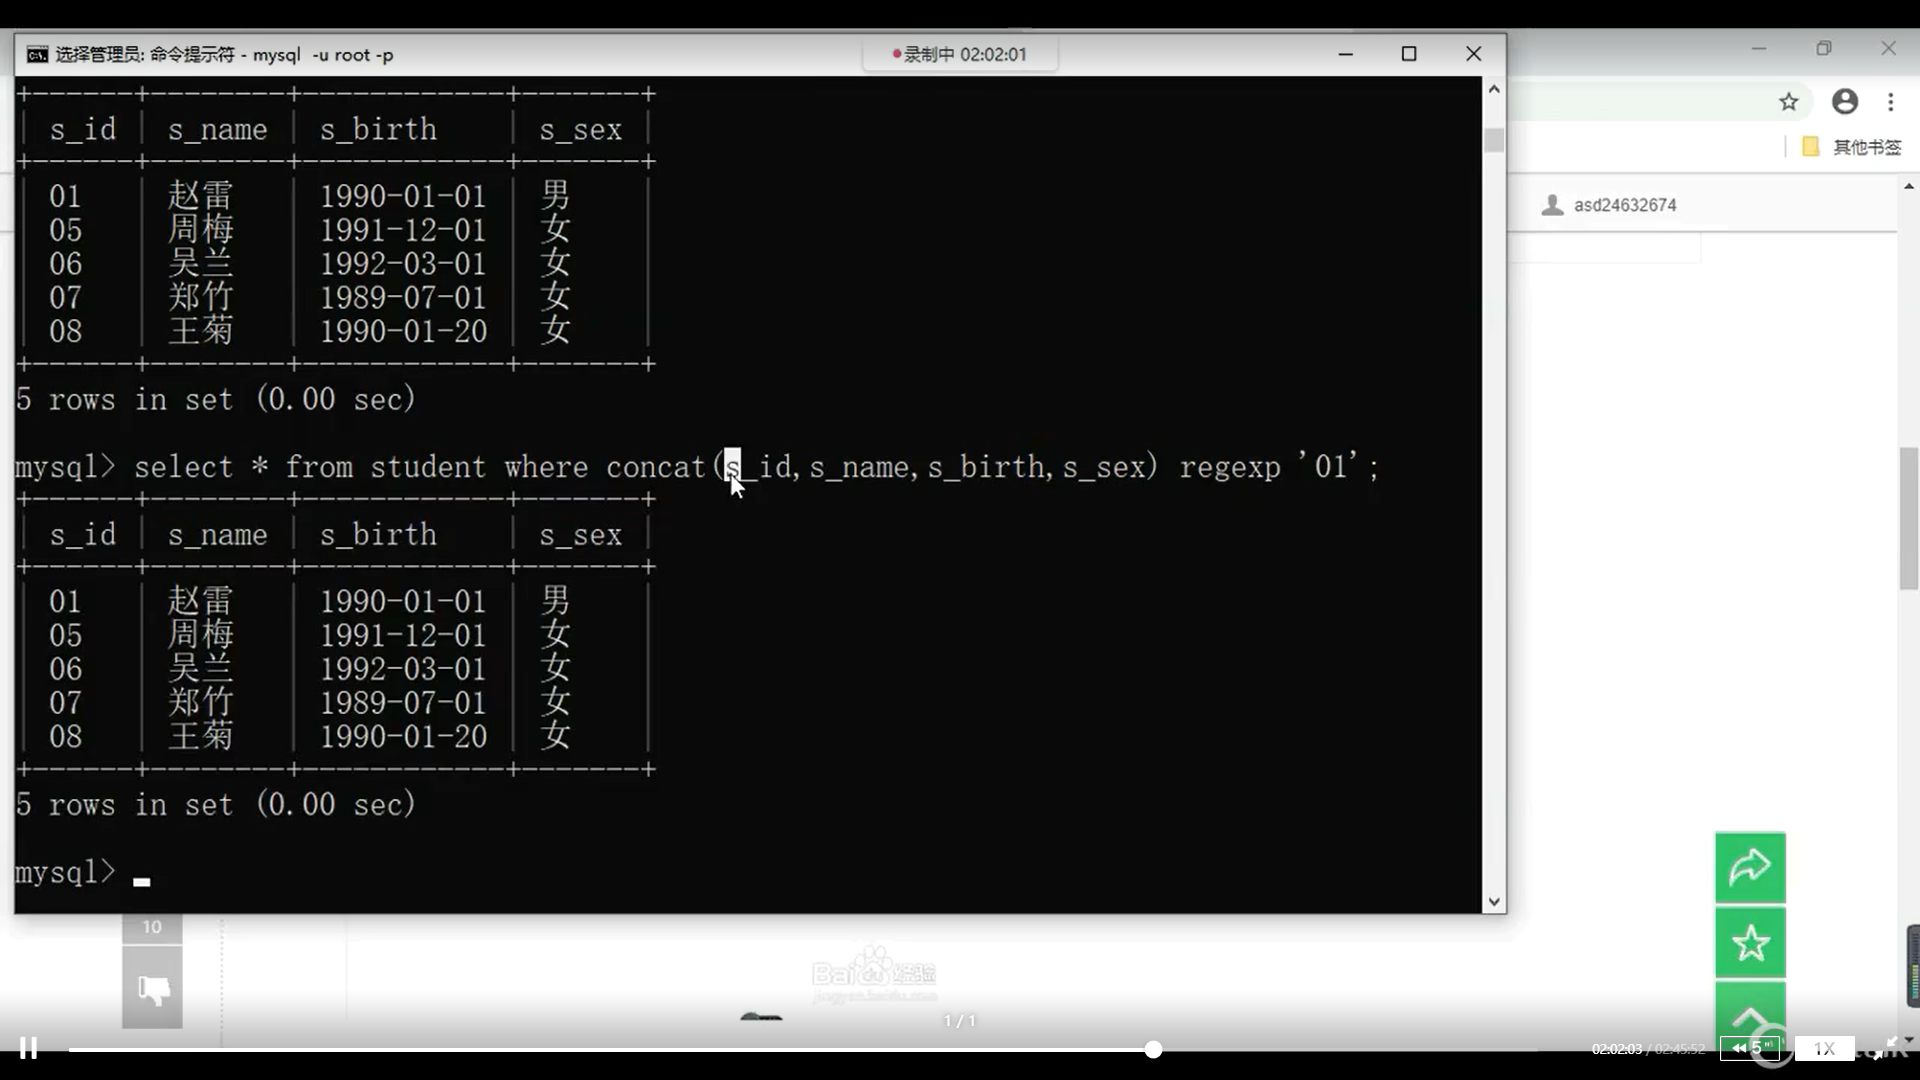 选择管理员: 命令提示符 - mysql  -u root -p
录制中 02:02:01
其他书签
asd24632674
+------+--------+------------+-------+
| s_id | s_name | s_birth | s_sex |
+------+--------+------------+-------+
| 01 | 赵雷 | 1990-01-01 | 男 |
| 05 | 周梅 | 1991-12-01 | 女 |
| 06 | 吴兰 | 1992-03-01 | 女 |
| 07 | 郑竹 | 1989-07-01 | 女 |
| 08 | 王菊 | 1990-01-20 | 女 |
+------+--------+------------+-------+
5 rows in set (0.00 sec)
mysql> select * from student where concat(s_id,s_name,s_birth,s_sex) regexp '01';
+------+--------+------------+-------+
| s_id | s_name | s_birth | s_sex |
+------+--------+------------+-------+
| 01 | 赵雷 | 1990-01-01 | 男 |
| 05 | 周梅 | 1991-12-01 | 女 |
| 06 | 吴兰 | 1992-03-01 | 女 |
| 07 | 郑竹 | 1989-07-01 | 女 |
| 08 | 王菊 | 1990-01-20 | 女 |
+------+--------+------------+-------+
5 rows in set (0.00 sec)
mysql>
10
Baidu经验
jingyan.baidu.com
1 / 1
02:02:03 / 02:45:52
5"
1X